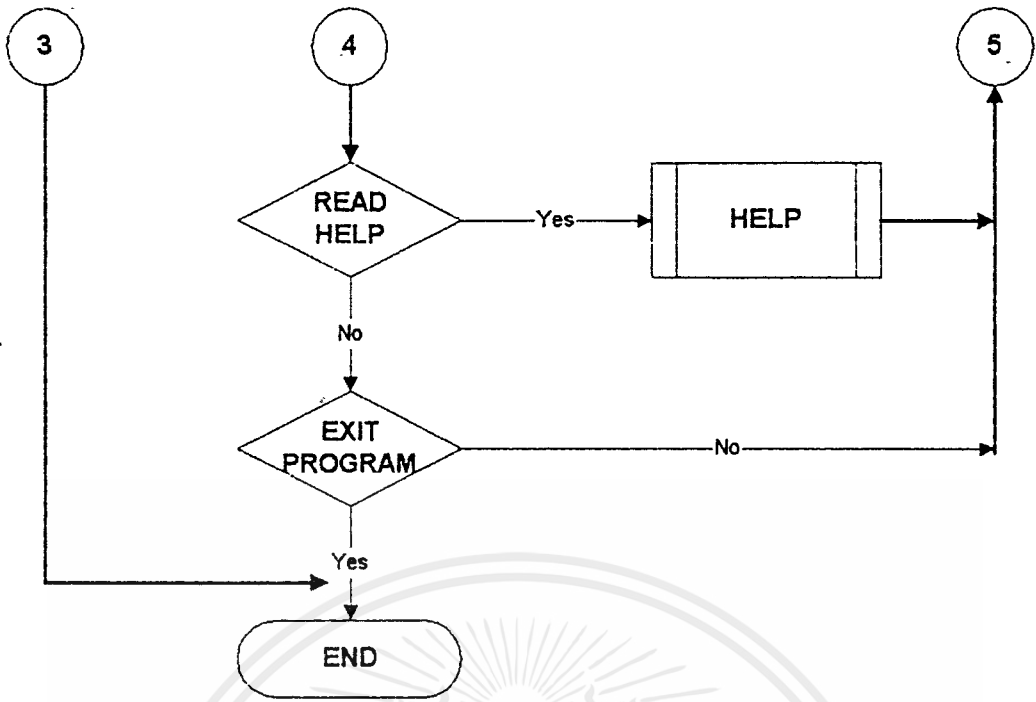 3
4
5
READ
HELP
Yes
HELP
No
EXIT
PROGRAM
No
Yes
END